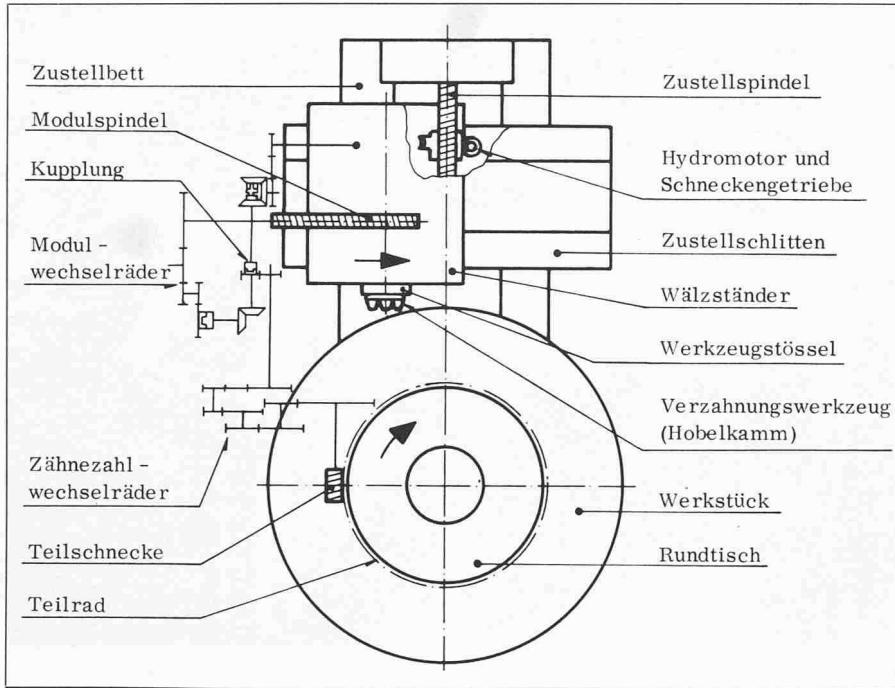 Zustellbett
Modulspindel
Kupplung
Modul -
wechselräder
Zähnezahl -
wechselräder
Teilschnecke
Teilrad
Zustellspindel
Hydromotor und
Schneckengetriebe
Zustellschlitten
Wälzständer
Werkzeugstössel
Verzahnungswerkzeug
(Hobelkamm)
Werkstück
Rundtisch